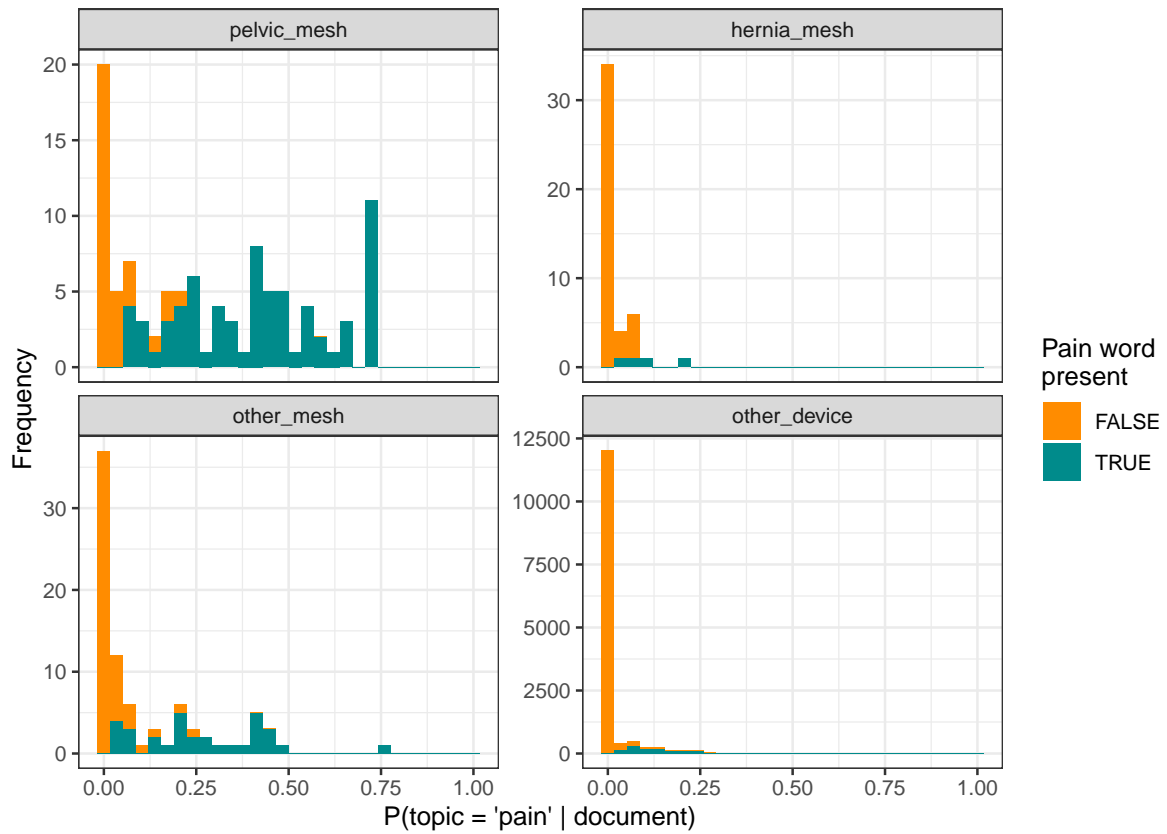 pelvic_mesh
hernia_mesh
20
15
10
5
0
30
20
10
0
Frequency
other_mesh
other_device
30
20
10
0
12500
10000
7500
5000
2500
0
0.00 0.25 0.50 0.75 1.00
0.00 0.25 0.50 0.75 1.00
P(topic = 'pain' | document)
Pain word
present
FALSE
TRUE